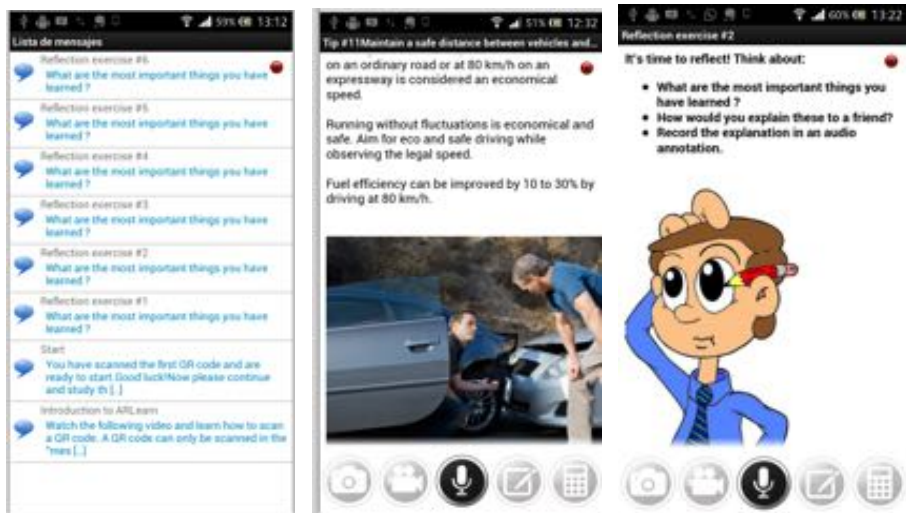 59% 13:12
Lista de mensajes
Reflection exercise #6
What are the most important things you have
learned ?
Reflection exercise #5
What are the most important things you have
learned ?
Reflection exercise #4
What are the most important things you have
learned ?
Reflection exercise #3
What are the most important things you have
learned ?
Reflection exercise #2
What are the most important things you have
learned ?
Reflection exercise #1
What are the most important things you have
learned ?
Start
You have scanned the first QR code and are
ready to start Good luck!Now please continue
and study th [..]
Introduction to ARLearn
Watch the following video and learn how to scan
a QR code. A QR code can only be scanned in the
"mes [..]
51% 12:32
Tip #11Maintain a safe distance between vehicles and...
on an ordinary road or at 80 km/h on an
expressway is considered an economical
speed.
Running without fluctuations is economical and
safe. Aim for eco and safe driving while
observing the legal speed.
Fuel efficiency can be improved by 10 to 30% by
driving at 80 km/h.
60% 13:22
Reflection exercise #2
It's time to reflect! Think about:
• What are the most important things you
have learned ?
• How would you explain these to a friend?
• Record the explanation in an audio
annotation.